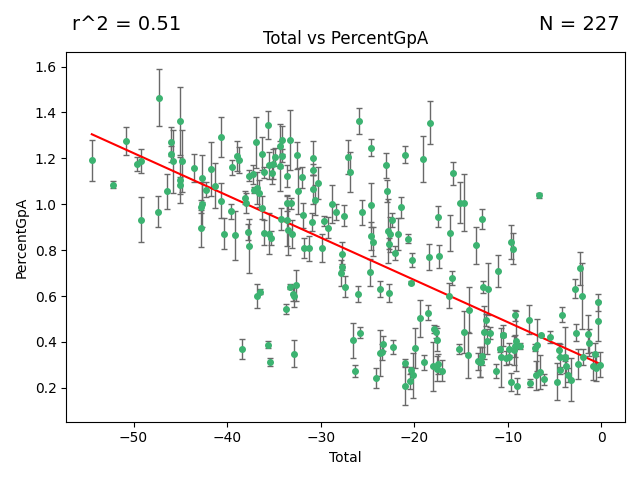 r^2 = 0.51
N = 227
Total vs PercentGpA
1.6
1.4
1.2
1.0
0.8
0.6
0.4
0.2
PercentGpA
−50
−40
−30
−20
−10
0
Total